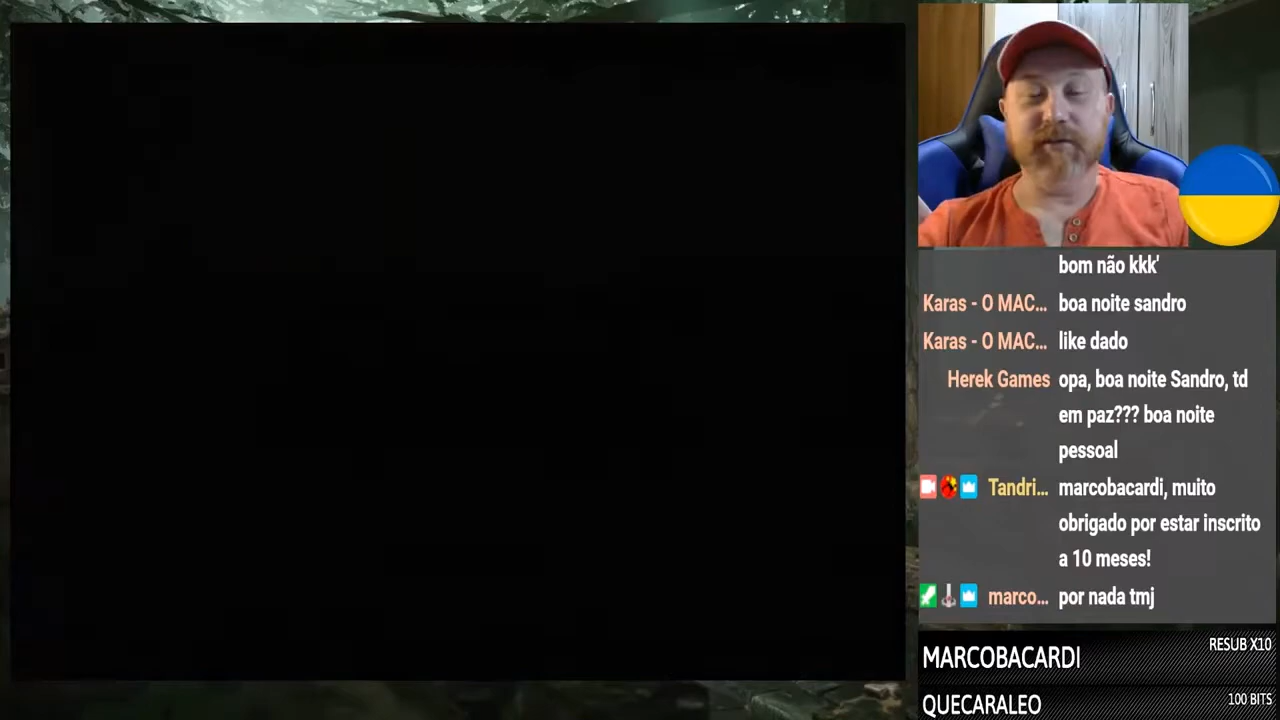 bom não kkk'
Karas - O MAC... boa noite sandro
Karas - O MAC... like dado
Herek Games opa, boa noite Sandro, td
em paz??? boa noite
pessoal
Tandri... marcobacardi, muito
obrigado por estar inscrito
a 10 meses!
marco... por nada tmj
MARCOBACARDI RESUB X10
QUECARALEO 100 BITS